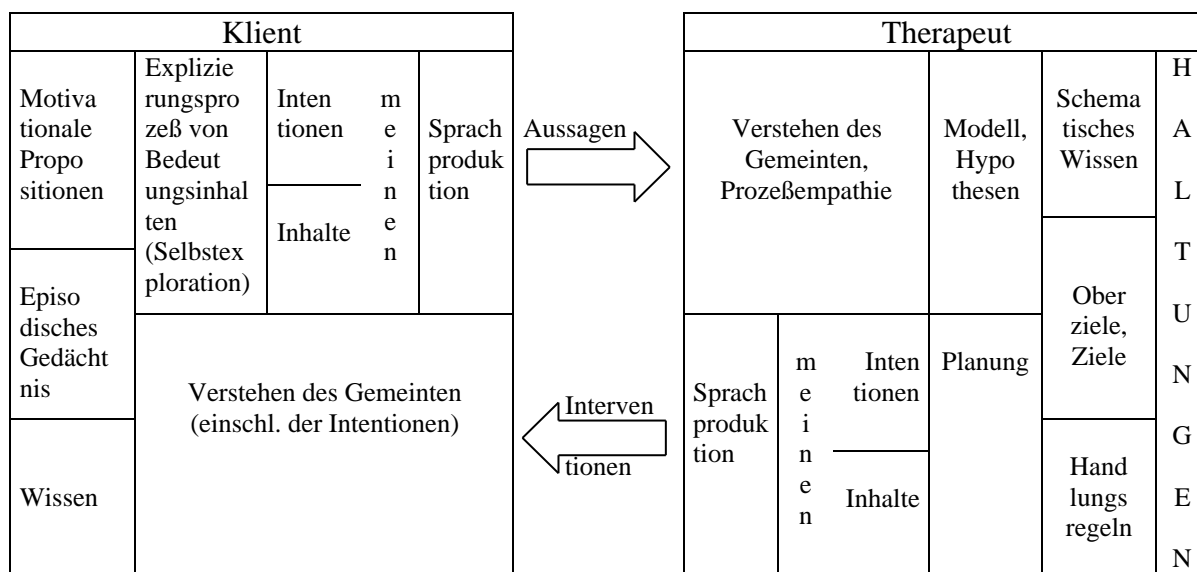 Klient
Motiva
tionale
Propo
sitionen
Episo
disches
Gedächt
nis
Wissen
Explizie
rungspro
zeß von
Bedeut
ungsinhal
ten
(Selbstex
ploration)
Inten
tionen
Inhalte
m
e
i
n
e
n
Sprach
produk
tion
Verstehen des Gemeinten
(einschl. der Intentionen)
Aussagen
Interven
tionen
Therapeut
Verstehen des
Gemeinten,
Prozeßempathie
Modell,
Hypo
thesen
Schema
tisches
Wissen
Ober
ziele,
Ziele
Hand
lungs
regeln
Sprach
produk
tion
m
e
i
n
e
n
Inten
tionen
Inhalte
Planung
H
A
L
T
U
N
G
E
N